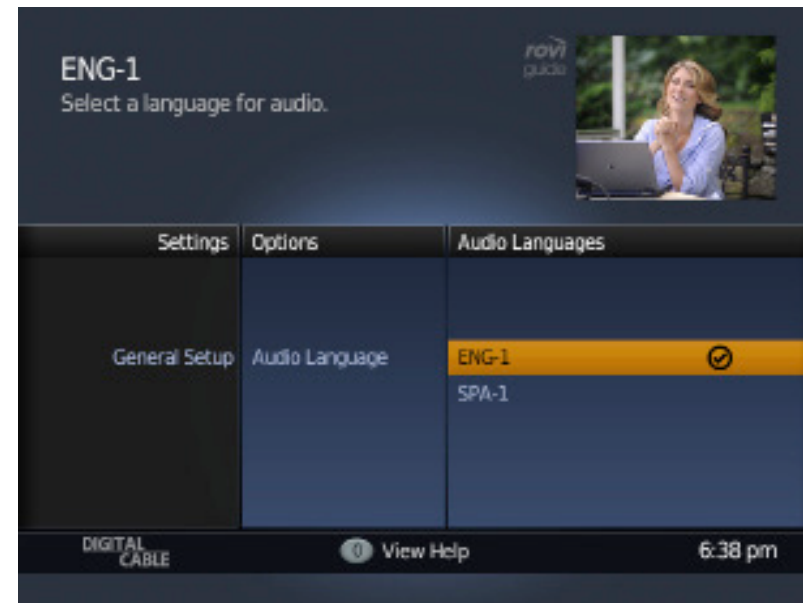 ENG-1
Select a language for audio.
rovi
guide
Settings Options Audio Languages
General Setup Audio Language ENG-1
SPA-1
DIGITAL
CABLE
0 View Help
6:38 pm